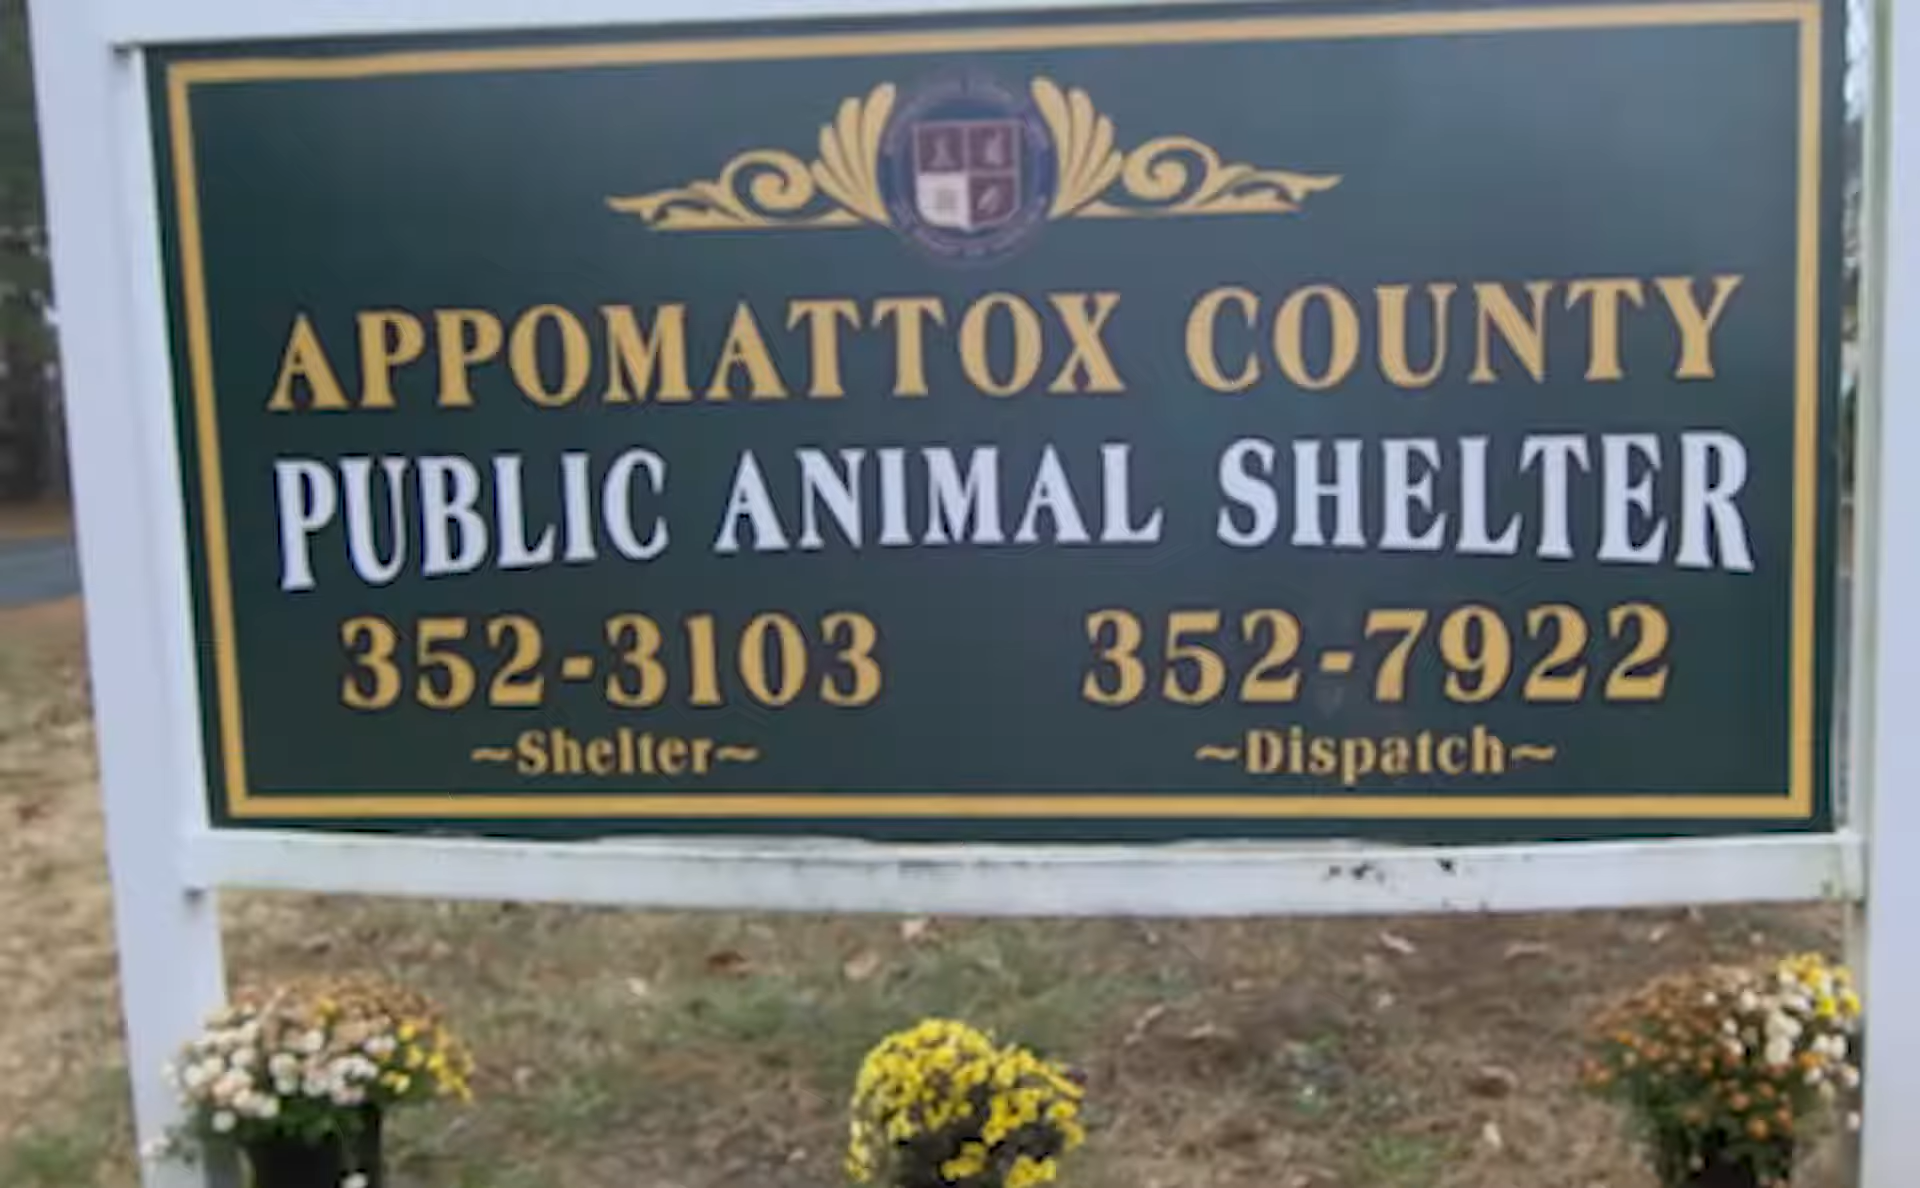 APPOMATTOX COUNTY
PUBLIC ANIMAL SHELTER
352-3103 352-7922
~Shelter~ ~Dispatch~